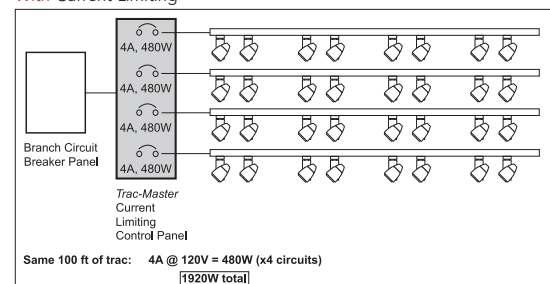 With Current Limiting
4A, 480W
4A, 480W
4A, 480W
4A, 480W
Branch Circuit
Breaker Panel
Trac-Master
Current
Limiting
Control Panel
Same 100 ft of trac: 4A @ 120V = 480W (x4 circuits)
1920W total